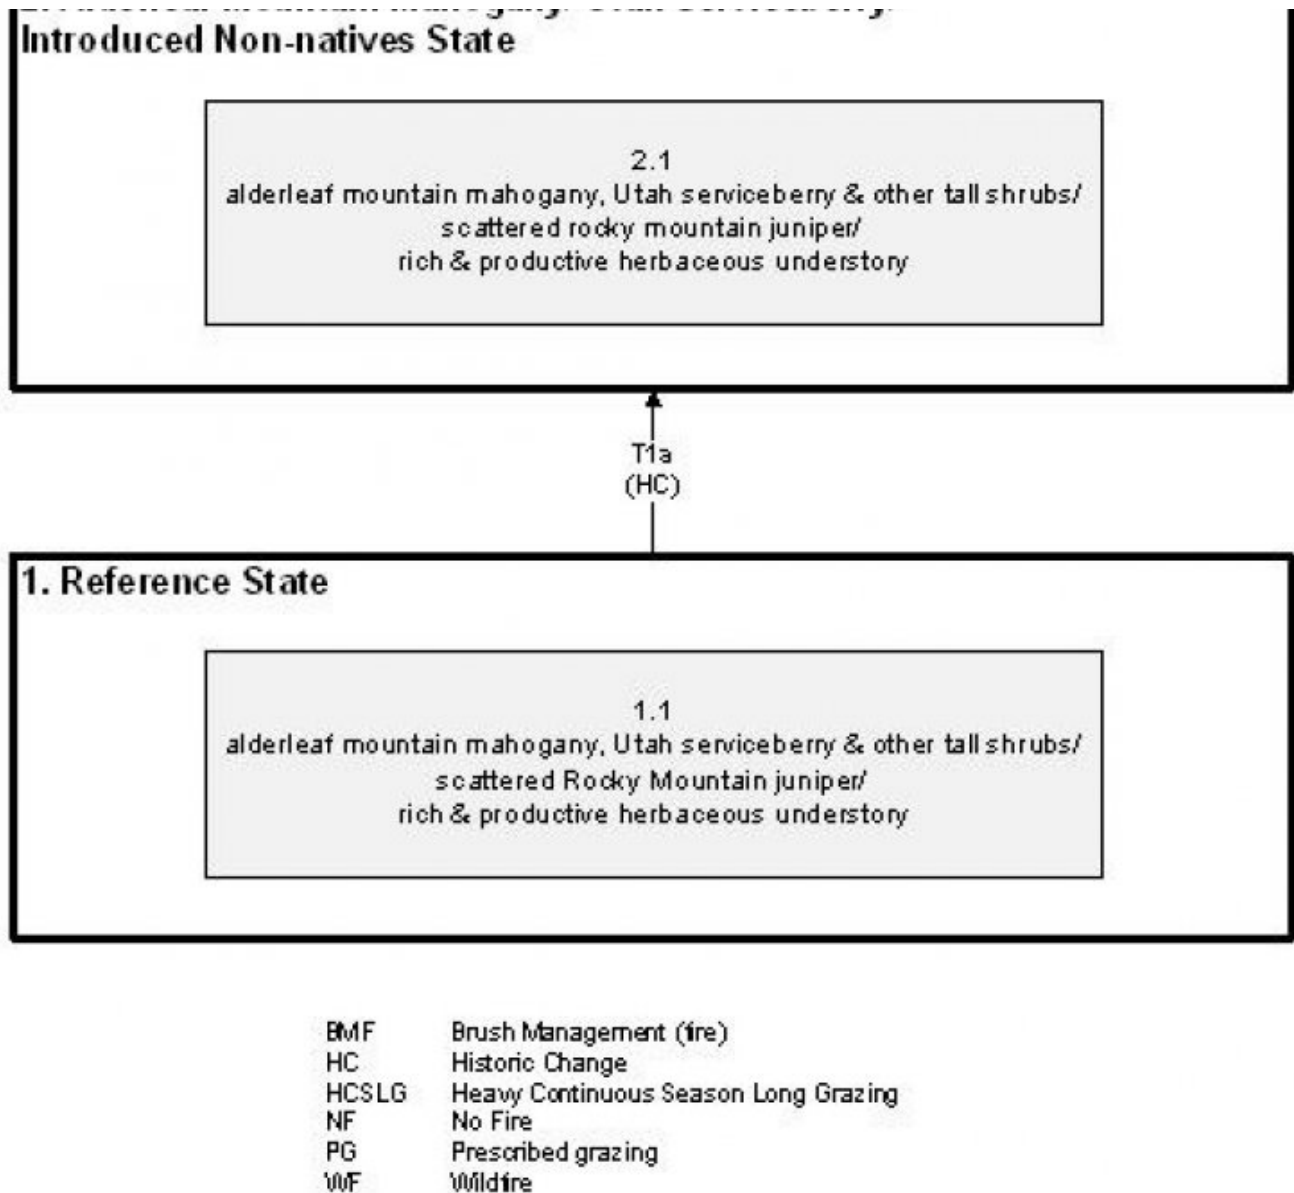 Introduced Non-natives State
2.1
alderleaf mountain mahogany, Utah serviceberry & other tall shrubs/
scattered rocky mountain juniper/
rich & productive herbaceous understory
T1a
(HC)
1. Reference State
1.1
alderleaf mountain mahogany, Utah serviceberry & other tall shrubs/
scattered Rocky Mountain juniper/
rich & productive herbaceous understory
BMF Brush Management (fire)
HC Historic Change
HCSLG Heavy Continuous Season Long Grazing
NF No Fire
PG Prescribed grazing
WF Wildfire